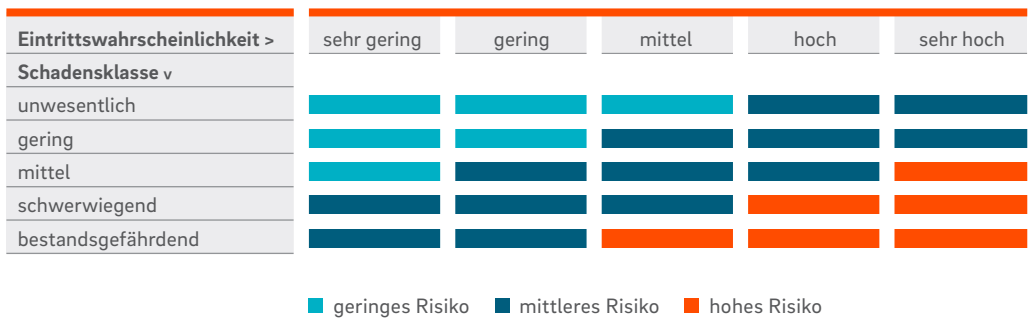 Eintrittswahrscheinlichkeit > sehr gering gering mittel hoch sehr hoch
Schadensklasse v
unwesentlich
gering
mittel
schwerwiegend
bestandsgefährdend
geringes Risiko mittleres Risiko hohes Risiko